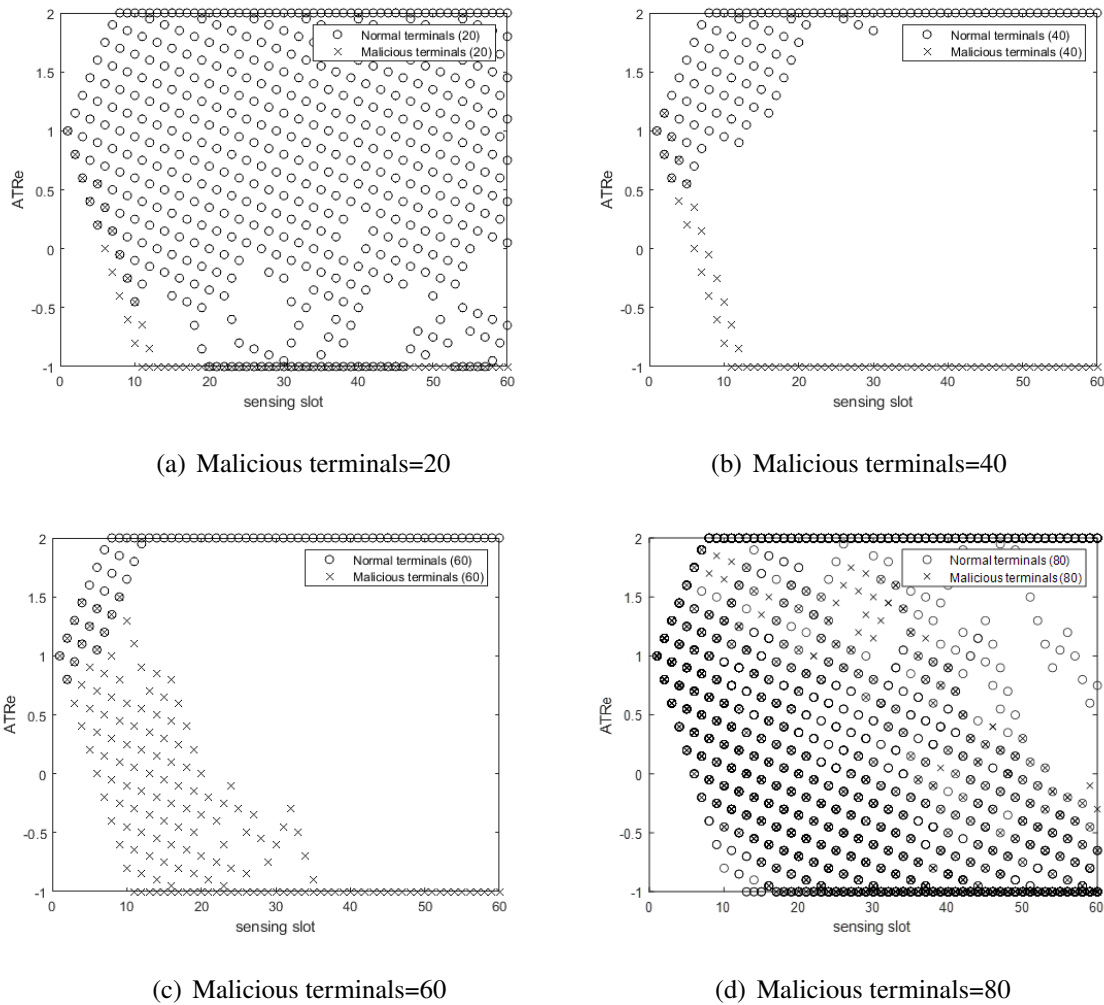 2
1.5
1
0.5
0
-0.5
-1
ATRe
0 10 20 30 40 50 60
sensing slot
Normal terminals (20)
Malicious terminals (20)
(a) Malicious terminals=20
2
1.5
1
0.5
0
-0.5
-1
ATRe
0 10 20 30 40 50 60
sensing slot
Normal terminals (40)
Malicious terminals (40)
(b) Malicious terminals=40
2
1.5
1
0.5
0
-0.5
-1
ATRe
0 10 20 30 40 50 60
sensing slot
Normal terminals (60)
Malicious terminals (60)
(c) Malicious terminals=60
2
1.5
1
0.5
0
-0.5
-1
ATRe
0 10 20 30 40 50 60
sensing slot
Normal terminals (80)
Malicious terminals (80)
(d) Malicious terminals=80